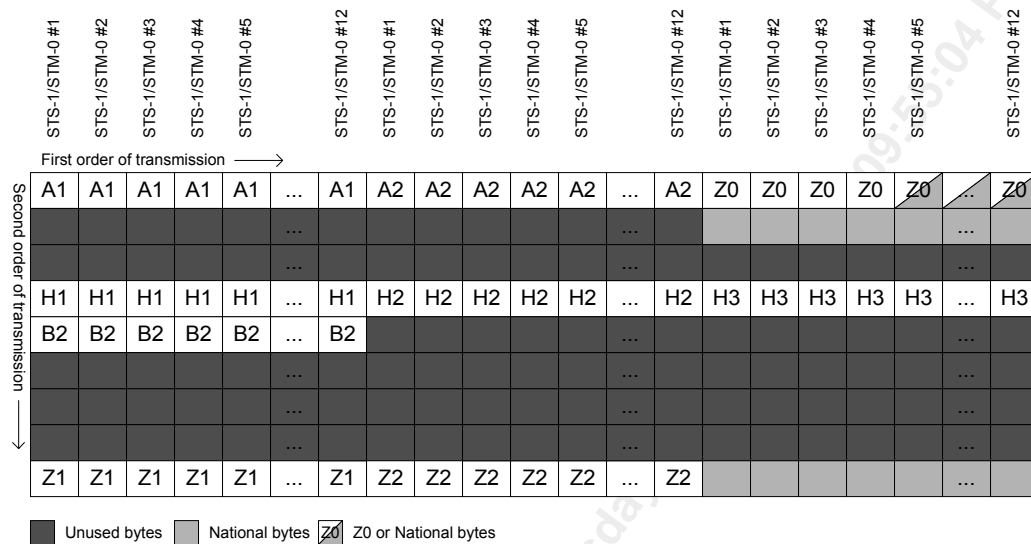 STS-1/STM-0 #1 STS-1/STM-0 #2 STS-1/STM-0 #3 STS-1/STM-0 #4 STS-1/STM-0 #5 STS-1/STM-0 #12 STS-1/STM-0 #1 STS-1/STM-0 #2 STS-1/STM-0 #3 STS-1/STM-0 #4 STS-1/STM-0 #5 STS-1/STM-0 #12 STS-1/STM-0 #1 STS-1/STM-0 #2 STS-1/STM-0 #3 STS-1/STM-0 #4 STS-1/STM-0 #5 STS-1/STM-0 #12
First order of transmission
Second order of transmission
A1 A1 A1 A1 A1 ... A1 A2 A2 A2 A2 A2 ... A2 Z0 Z0 Z0 Z0 Z0 ... Z0
... ... ...
... ... ...
H1 H1 H1 H1 H1 ... H1 H2 H2 H2 H2 H2 ... H2 H3 H3 H3 H3 H3 ... H3
B2 B2 B2 B2 B2 ... B2 ... ...
... ... ...
... ... ...
... ... ...
Z1 Z1 Z1 Z1 Z1 ... Z1 Z2 Z2 Z2 Z2 Z2 ... Z2 ...
Unused bytes National bytes Z0 Z0 or National bytes
09:55:04